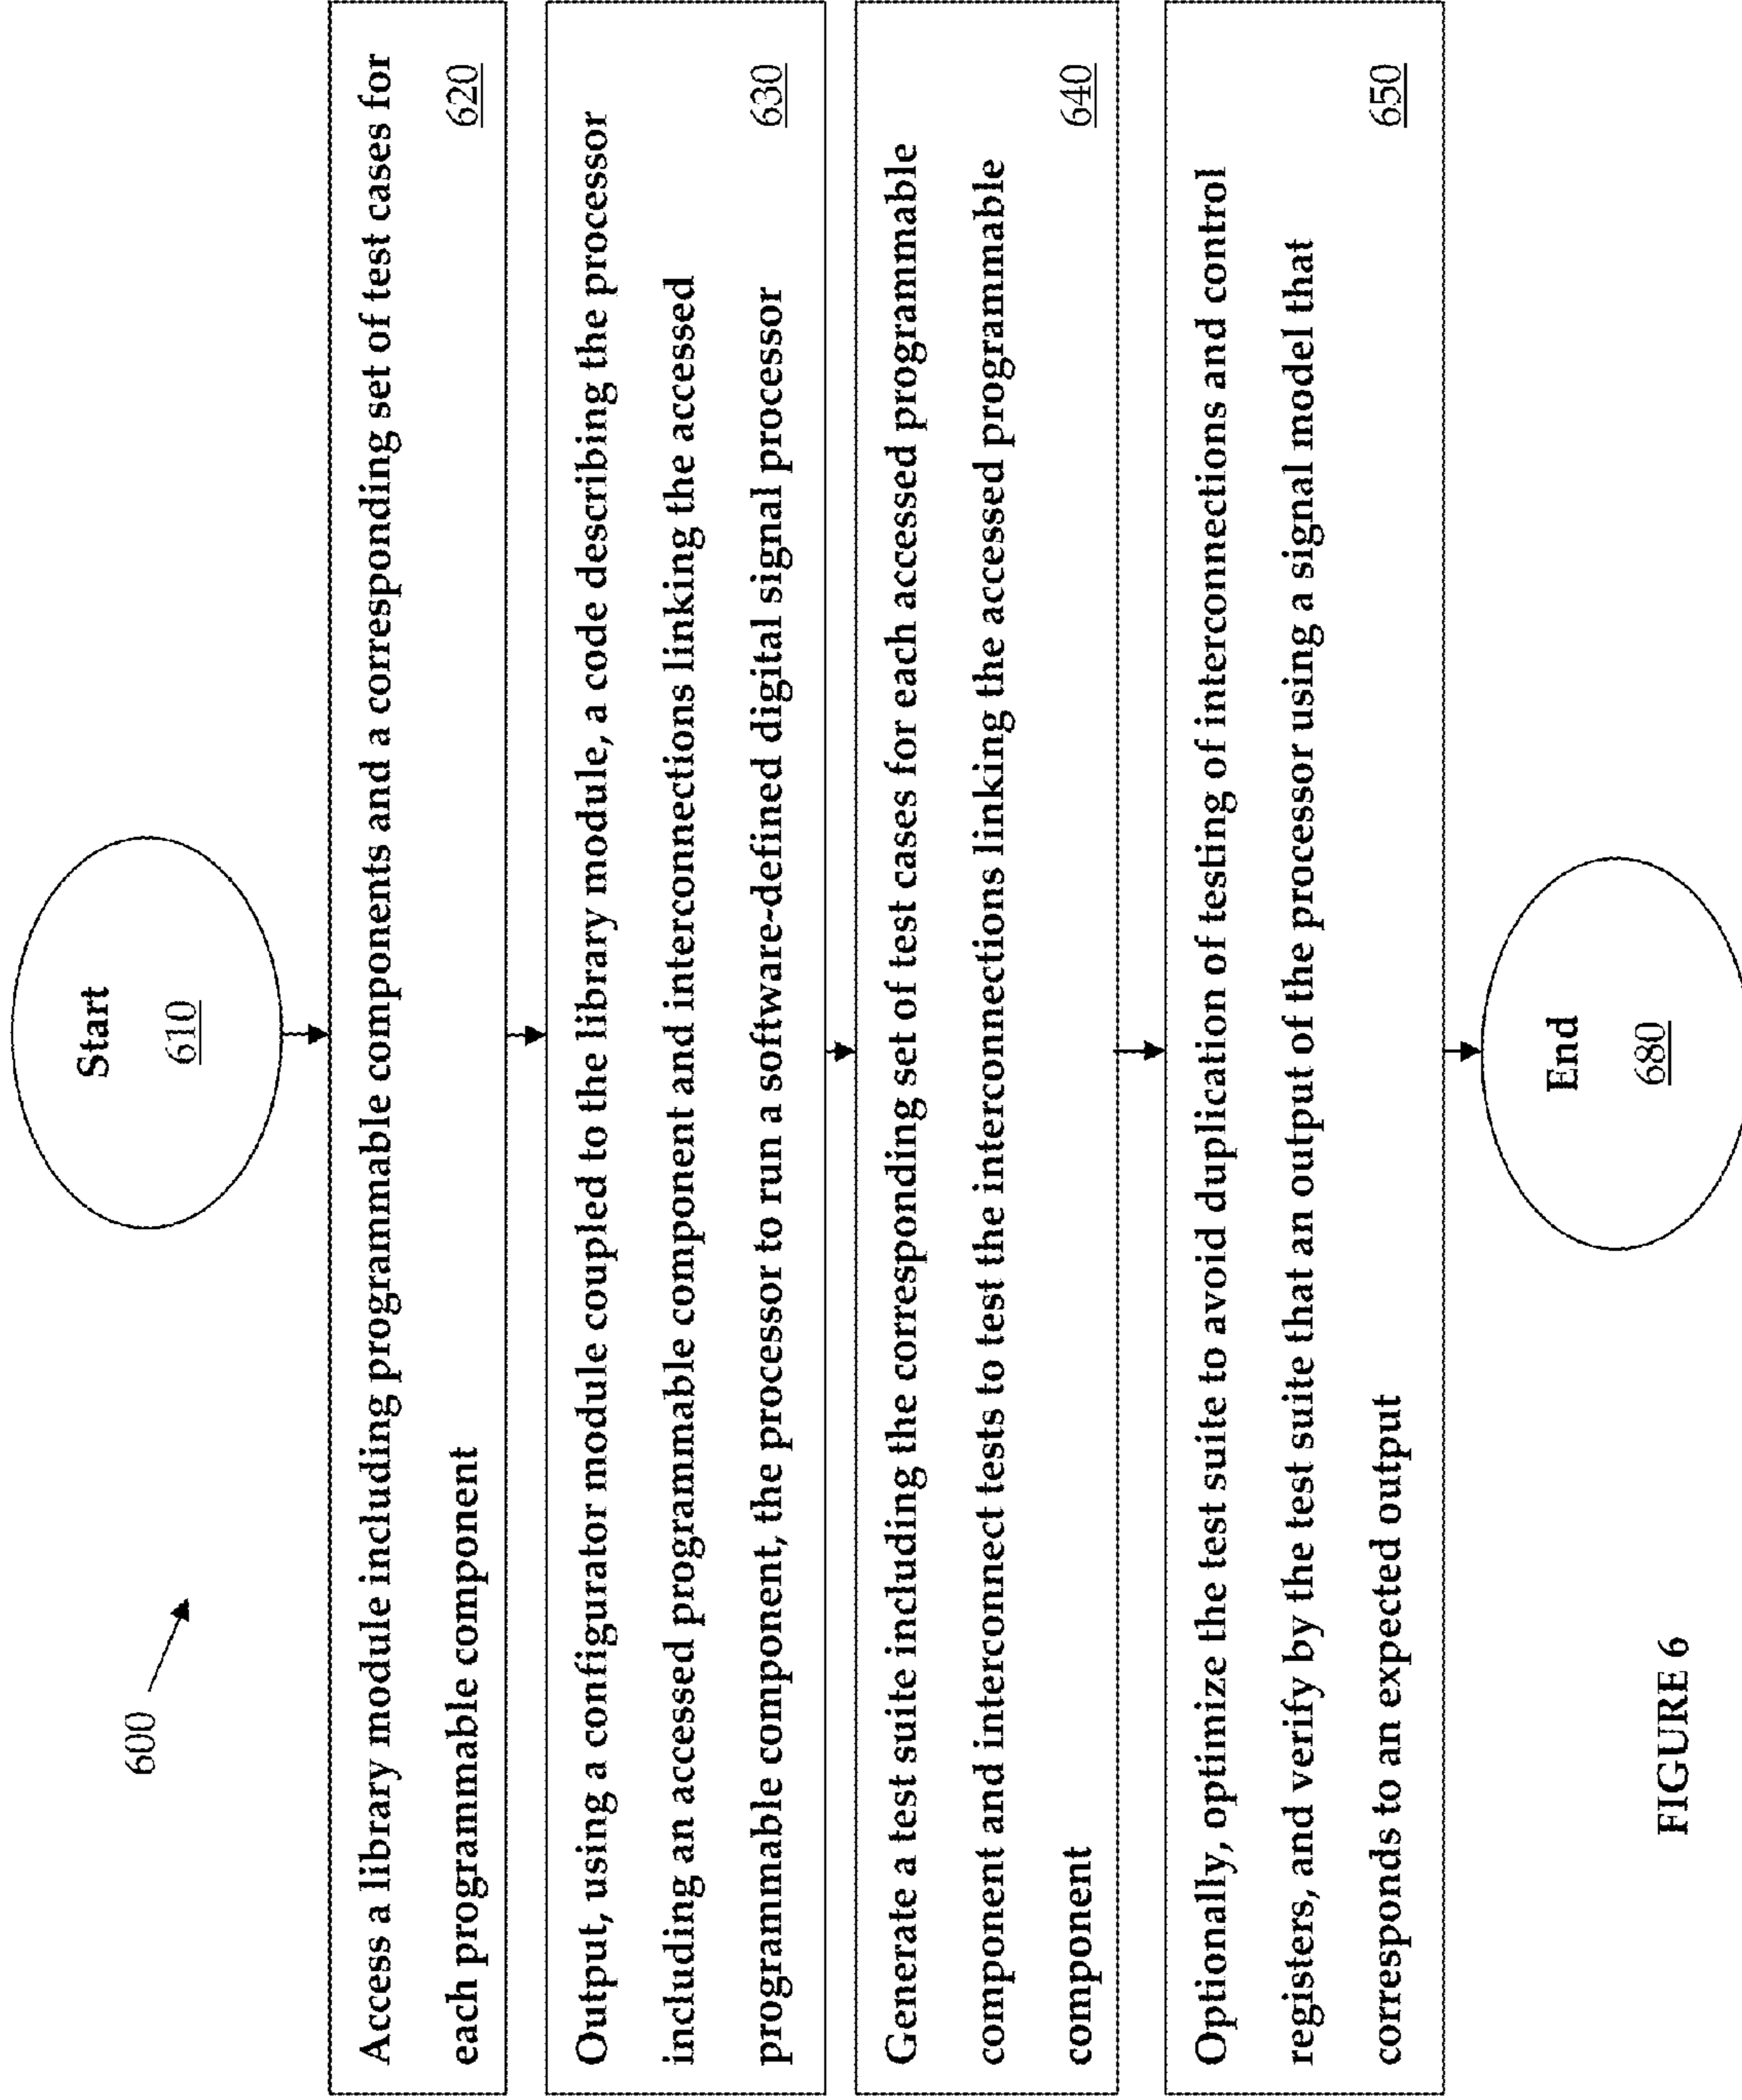 600
Start
610
Access a library module including programmable components and a corresponding set of test cases for
each programmable component
620
Output, using a configurator module coupled to the library module, a code describing the processor
including an accessed programmable component and interconnections linking the accessed
programmable component, the processor to run a software-defined digital signal processor
630
Generate a test suite including the corresponding set of test cases for each accessed programmable
component and interconnect tests to test the interconnections linking the accessed programmable
component
640
Optionally, optimize the test suite to avoid duplication of testing of interconnections and control
registers, and verify by the test suite that an output of the processor using a signal model that
corresponds to an expected output
650
End
680
FIGURE 6